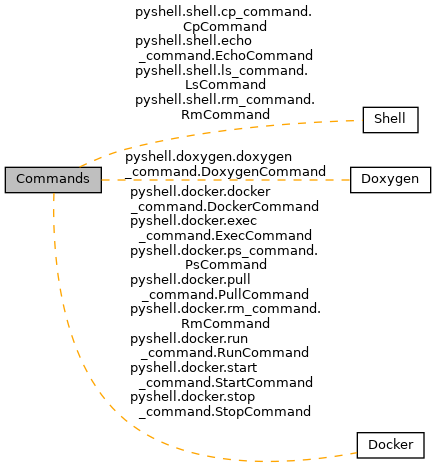 pyshell.shell.cp_command.
CpCommand
pyshell.shell.echo
_command.EchoCommand
pyshell.shell.ls_command.
LsCommand
pyshell.shell.rm_command.
RmCommand
Shell
pyshell.doxygen.doxygen
_command.DoxygenCommand
Commands
Doxygen
pyshell.docker.docker
_command.DockerCommand
pyshell.docker.exec
_command.ExecCommand
pyshell.docker.ps_command.
PsCommand
pyshell.docker.pull
_command.PullCommand
pyshell.docker.rm_command.
RmCommand
pyshell.docker.run
_command.RunCommand
pyshell.docker.start
_command.StartCommand
pyshell.docker.stop
_command.StopCommand
Docker